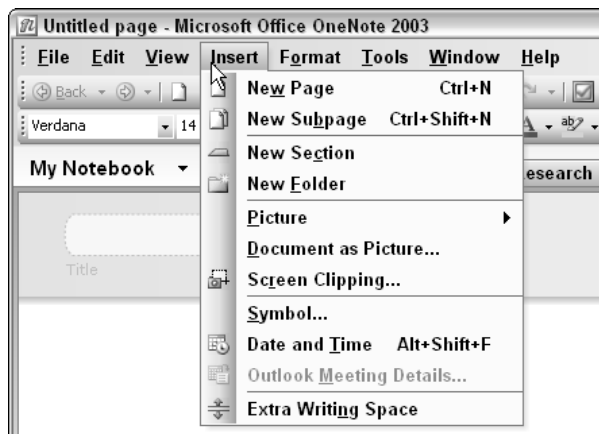 Untitled page - Microsoft Office OneNote 2003
File Edit View Insert Format Tools Window Help
Back
New Page Ctrl+N
Verdana 14
New Subpage Ctrl+Shift+N
New Section
My Notebook
esearch
New Folder
Picture
Document as Picture...
Title
Screen Clipping...
Symbol...
Date and Time Alt+Shift+F
Outlook Meeting Details...
Extra Writing Space